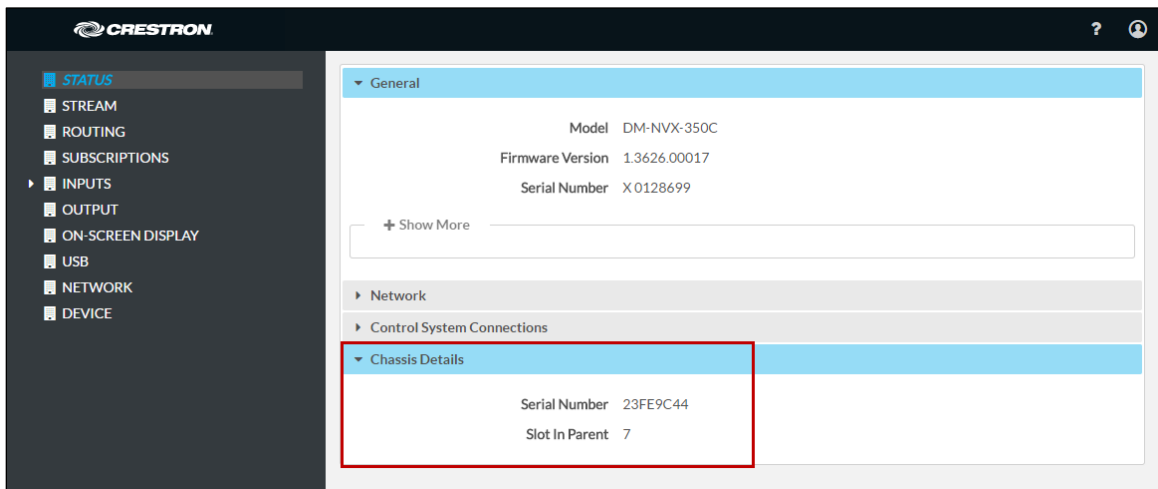 CRESTRON
?
STATUS
STREAM
ROUTING
SUBSCRIPTIONS
INPUTS
OUTPUT
ON-SCREEN DISPLAY
USB
NETWORK
DEVICE
General
Model DM-NVX-350C
Firmware Version 1.3626.00017
Serial Number X 0128699
+ Show More
Network
Control System Connections
Chassis Details
Serial Number 23FE9C44
Slot In Parent 7